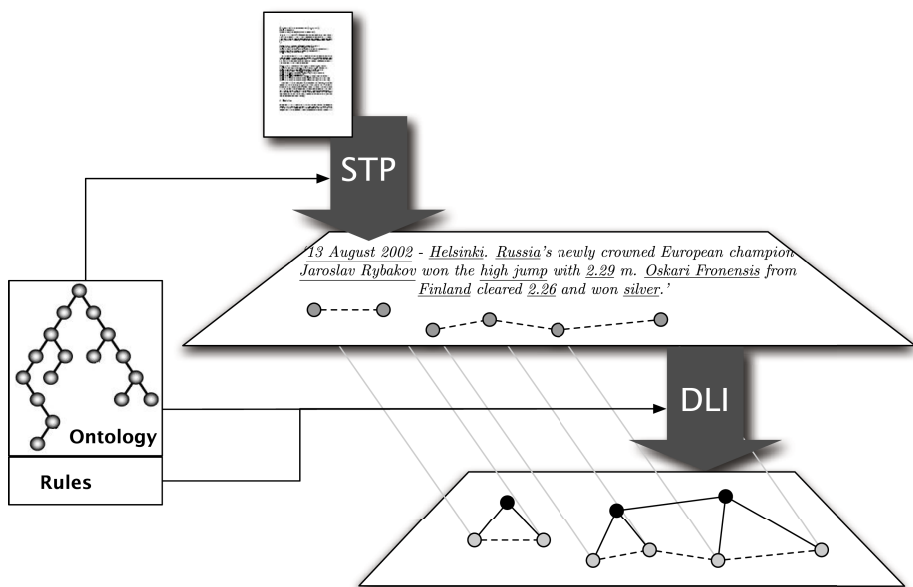 STP
'13 August 2002 - Helsinki. Russia's newly crowned European champion
Jaroslav Rybakov won the high jump with 2.29 m. Oskari Fronensis from
Finland cleared 2.26 and won silver.'
DLI
Ontology
Rules